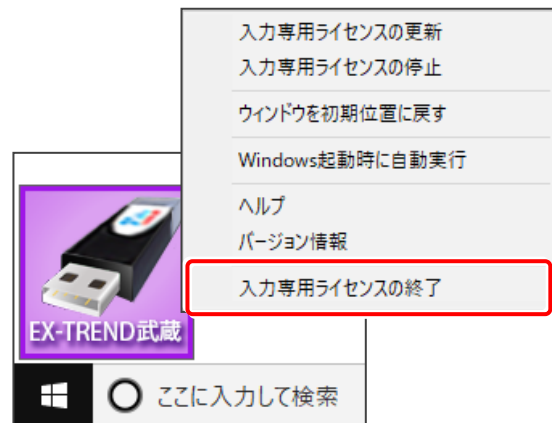 入力専用ライセンスの更新
入力専用ライセンスの停止
ウィンドウを初期位置に戻す
Windows起動時に自動実行
ヘルプ
バージョン情報
入力専用ライセンスの終了
EX-TREND武蔵
ここに入力して検索